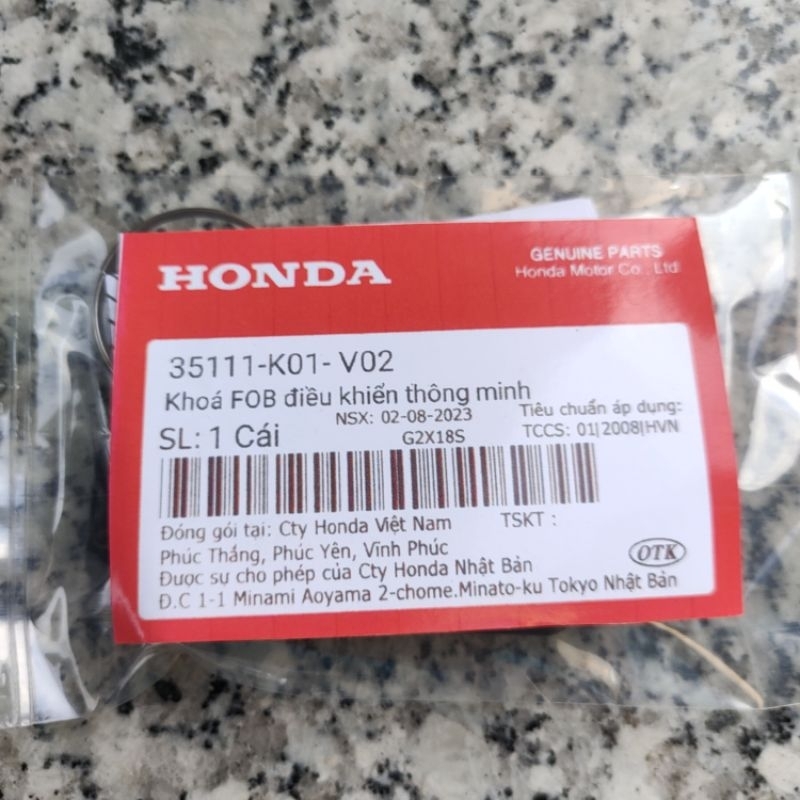 HONDA
GENUINE PARTS
Honda Motor Co., Ltd
35111-K01- V02
Khoá FOB điều khiển thông minh
NSX: 02-08-2023
Tiêu chuẩn áp dụng:
SL: 1 Cái
G2X18S
TCCS: 01|2008|HVN
Đóng gói tại: Cty Honda Việt Nam
TSKT :
Phúc Thắng, Phúc Yên, Vĩnh Phúc
Được sự cho phép của Cty Honda Nhật Bản
OTK
Đ.C 1-1 Minami Aoyama 2-chome.Minato-ku Tokyo Nhật Bản